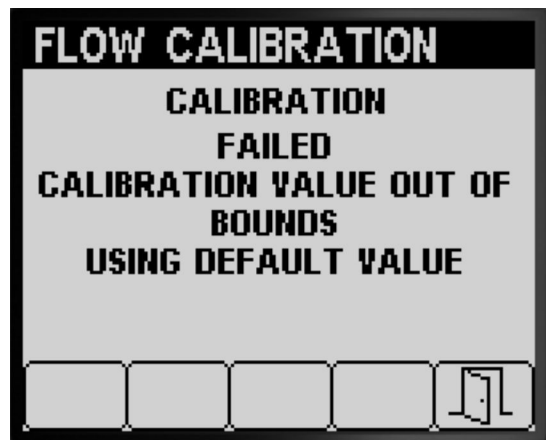 FLOW CALIBRATION
CALIBRATION
FAILED
CALIBRATION VALUE OUT OF
BOUNDS
USING DEFAULT VALUE